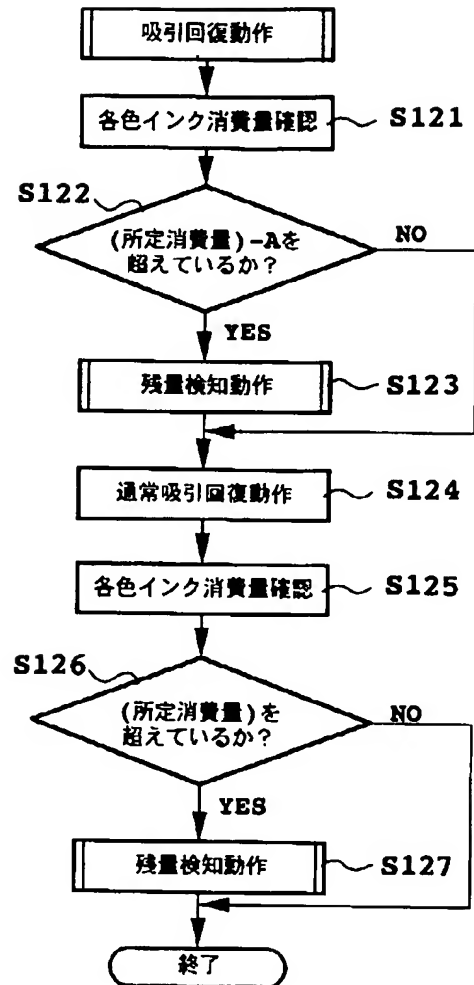 吸引回復動作
各色インク消費量確認
S121
S122
(所定消費量)-Aを
超えているか？
NO
YES
残量検知動作
S123
通常吸引回復動作
S124
各色インク消費量確認
S125
S126
(所定消費量)を
超えているか？
NO
YES
残量検知動作
S127
終了